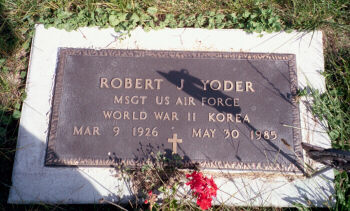 ROBERT J YODER
MSGT US AIR FORCE
WORLD WAR II KOREA
MAR 9 1926 MAY 30 1985